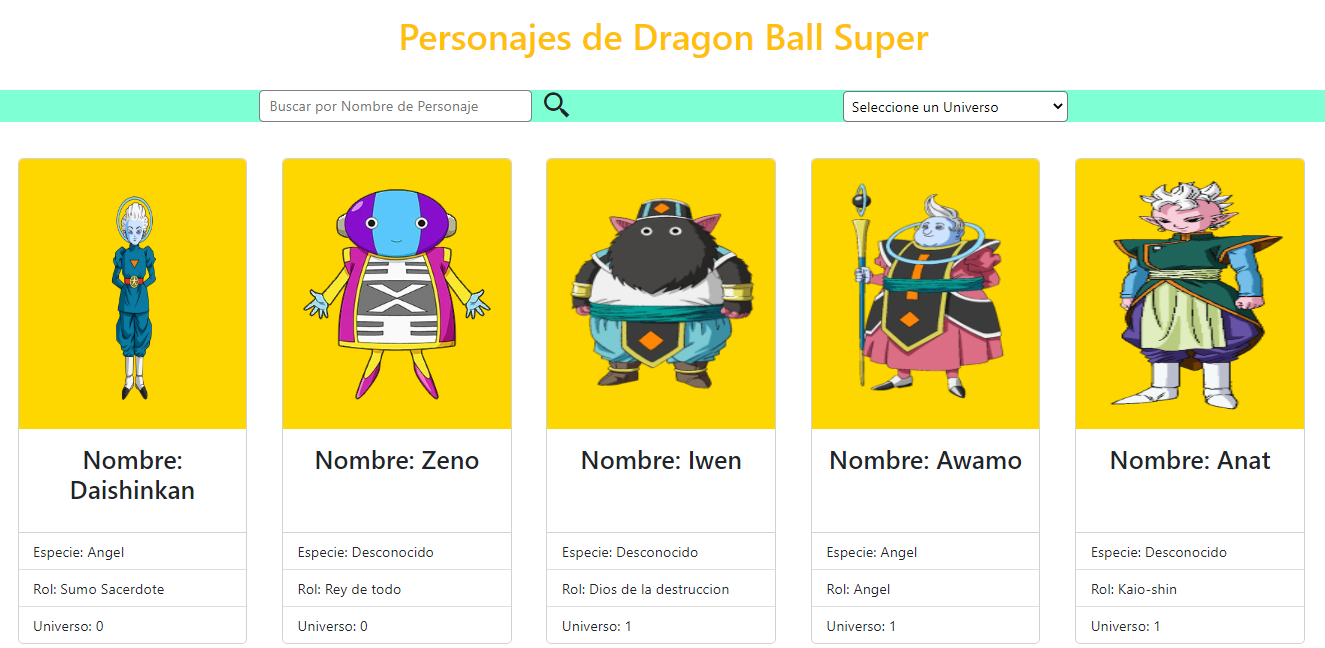 Personajes de Dragon Ball Super
Buscar por Nombre de Personaje
Seleccione un Universo
Nombre:
Daishinkan
Especie: Angel
Rol: Sumo Sacerdote
Universo: 0
Nombre: Zeno
Especie: Desconocido
Rol: Rey de todo
Universo: 0
Nombre: Iwen
Especie: Desconocido
Rol: Dios de la destruccion
Universo: 1
Nombre: Awamo
Especie: Angel
Rol: Angel
Universo: 1
Nombre: Anat
Especie: Desconocido
Rol: Kaio-shin
Universo: 1